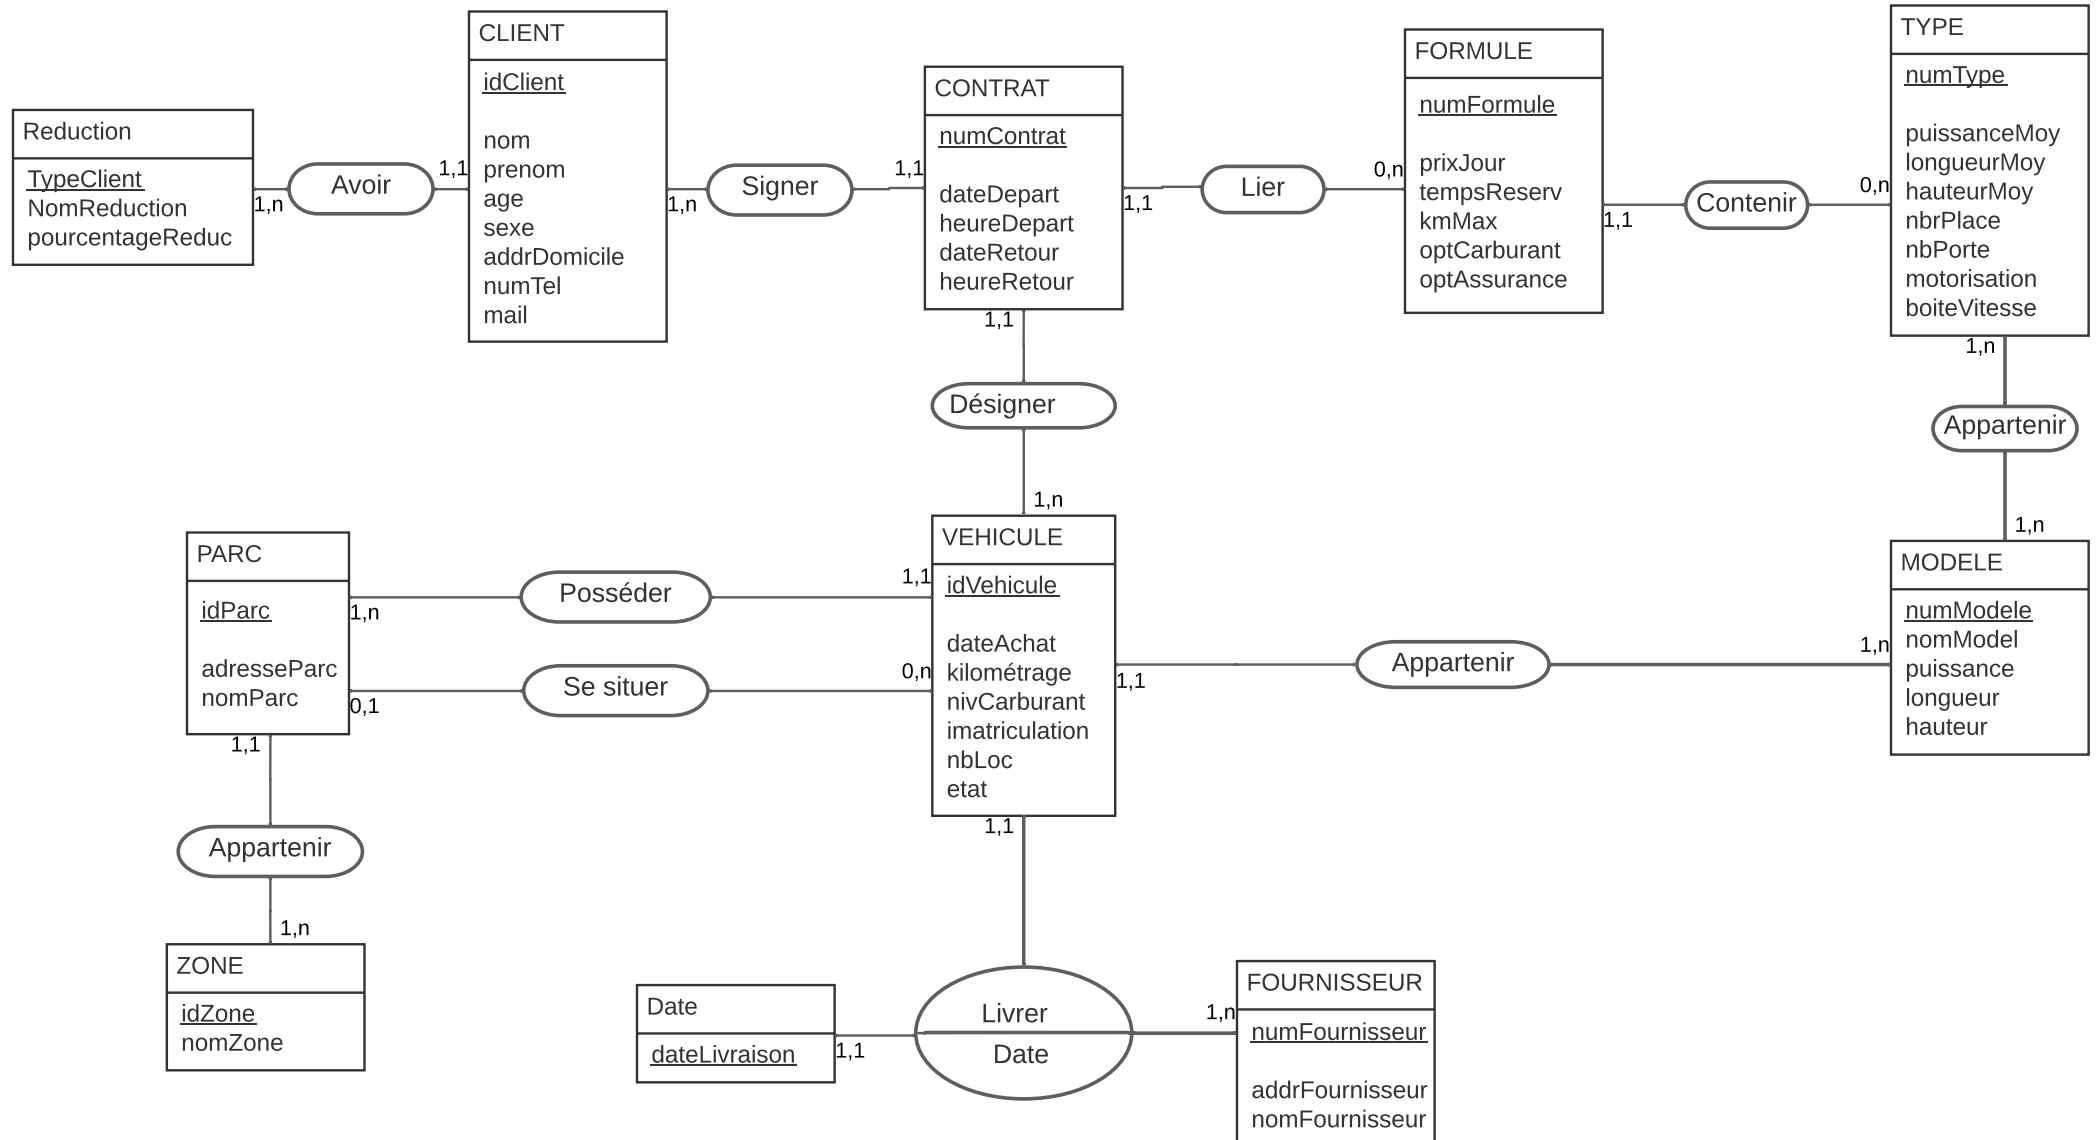 Reduction
TypeClient
NomReduction
pourcentageReduc
1,n
Avoir
1,1
CLIENT
idClient
nom
prenom
age
sexe
addrDomicile
numTel
mail
1,n
Signer
1,1
CONTRAT
numContrat
dateDepart
heureDepart
dateRetour
heureRetour
1,1
Lier
0,n
FORMULE
numFormule
prixJour
tempsReserv
kmMax
optCarburant
optAssurance
1,1
Contenir
0,n
TYPE
numType
puissanceMoy
longueurMoy
hauteurMoy
nbrPlace
nbPorte
motorisation
boiteVitesse
1,1
Désigner
1,n
1,n
Appartenir
1,n
PARC
idParc
adresseParc
nomParc
1,n
Posséder
1,1
0,1
Se situer
0,n
VEHICULE
idVehicule
dateAchat
kilométrage
nivCarburant
imatriculation
nbLoc
etat
1,1
Appartenir
1,n
MODELE
numModele
nomModel
puissance
longueur
hauteur
1,1
Appartenir
1,n
ZONE
idZone
nomZone
1,1
Date
dateLivraison
1,1
Livrer
Date
1,n
FOURNISSEUR
numFournisseur
addrFournisseur
nomFournisseur